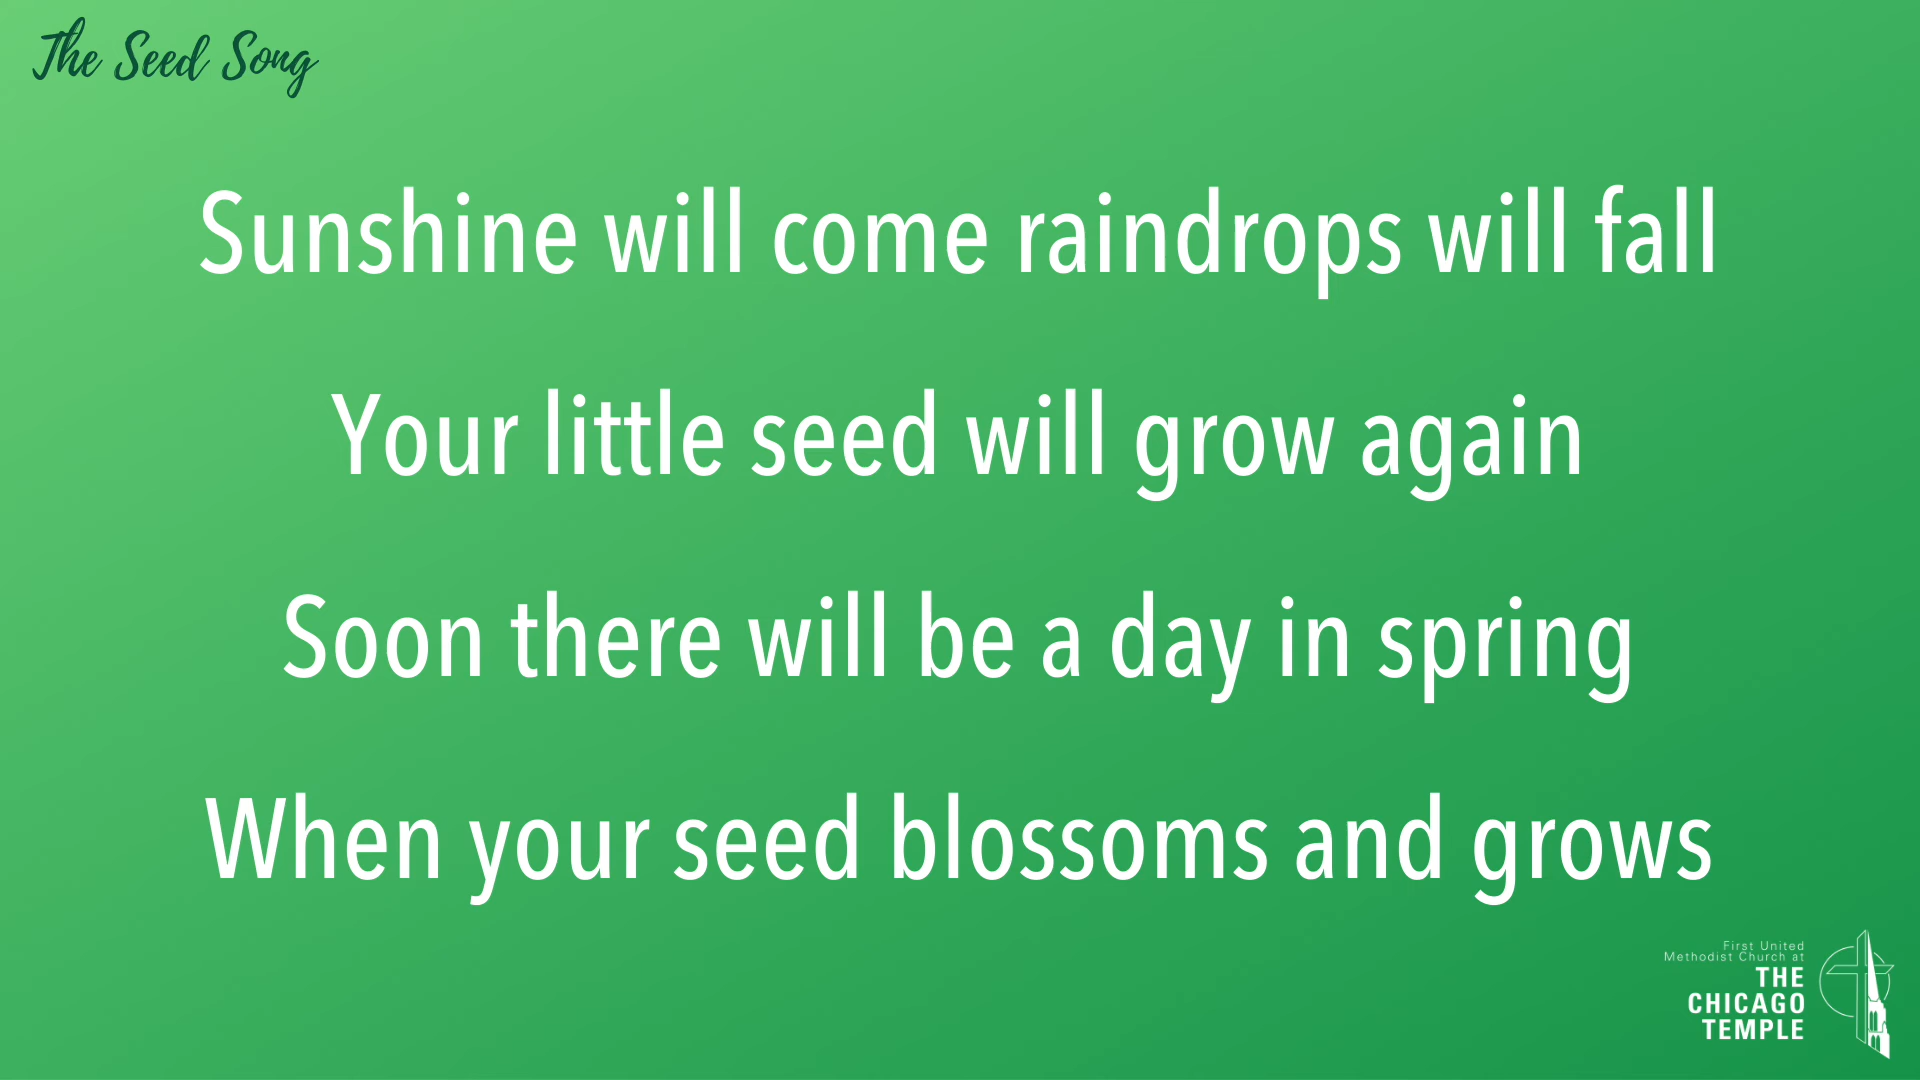 The Seed Song
Sunshine will come raindrops will fall
Your little seed will grow again
Soon there will be a day in spring
When your seed blossoms and grows
First United
Methodist Church at
THE
CHICAGO
TEMPLE